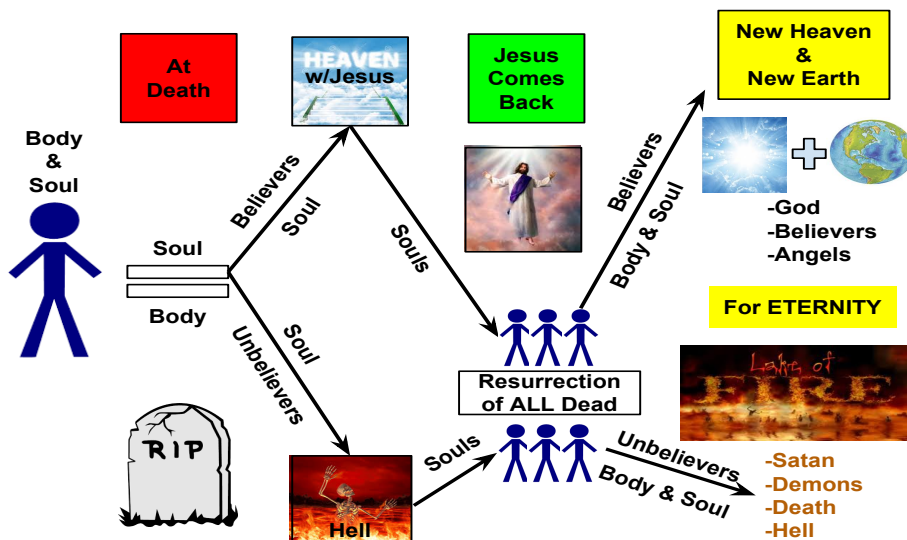 At
Death
HEAVEN
w/Jesus
Jesus
Comes
Back
New Heaven
&
New Earth
Body
&
Soul
Believers
Soul
Souls
Believers
Body & Soul
-God
-Believers
-Angels
Soul
Body
Soul
Unbelievers
For ETERNITY
Resurrection
of ALL Dead
Lake of
FIRE
RIP
Hell
Souls
Unbelievers
Body & Soul
-Satan
-Demons
-Death
-Hell